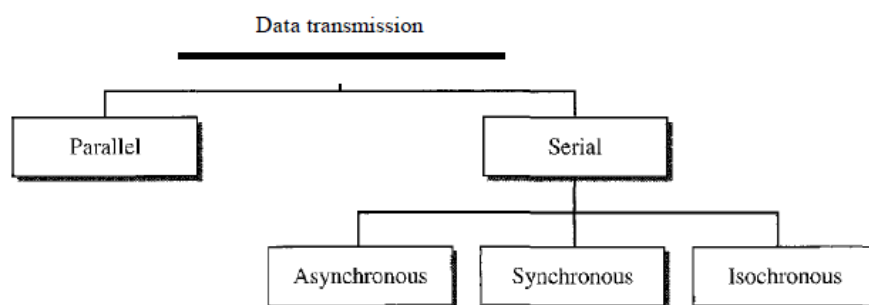 Data transmission
Parallel
Serial
Asynchronous
Synchronous
Isochronous